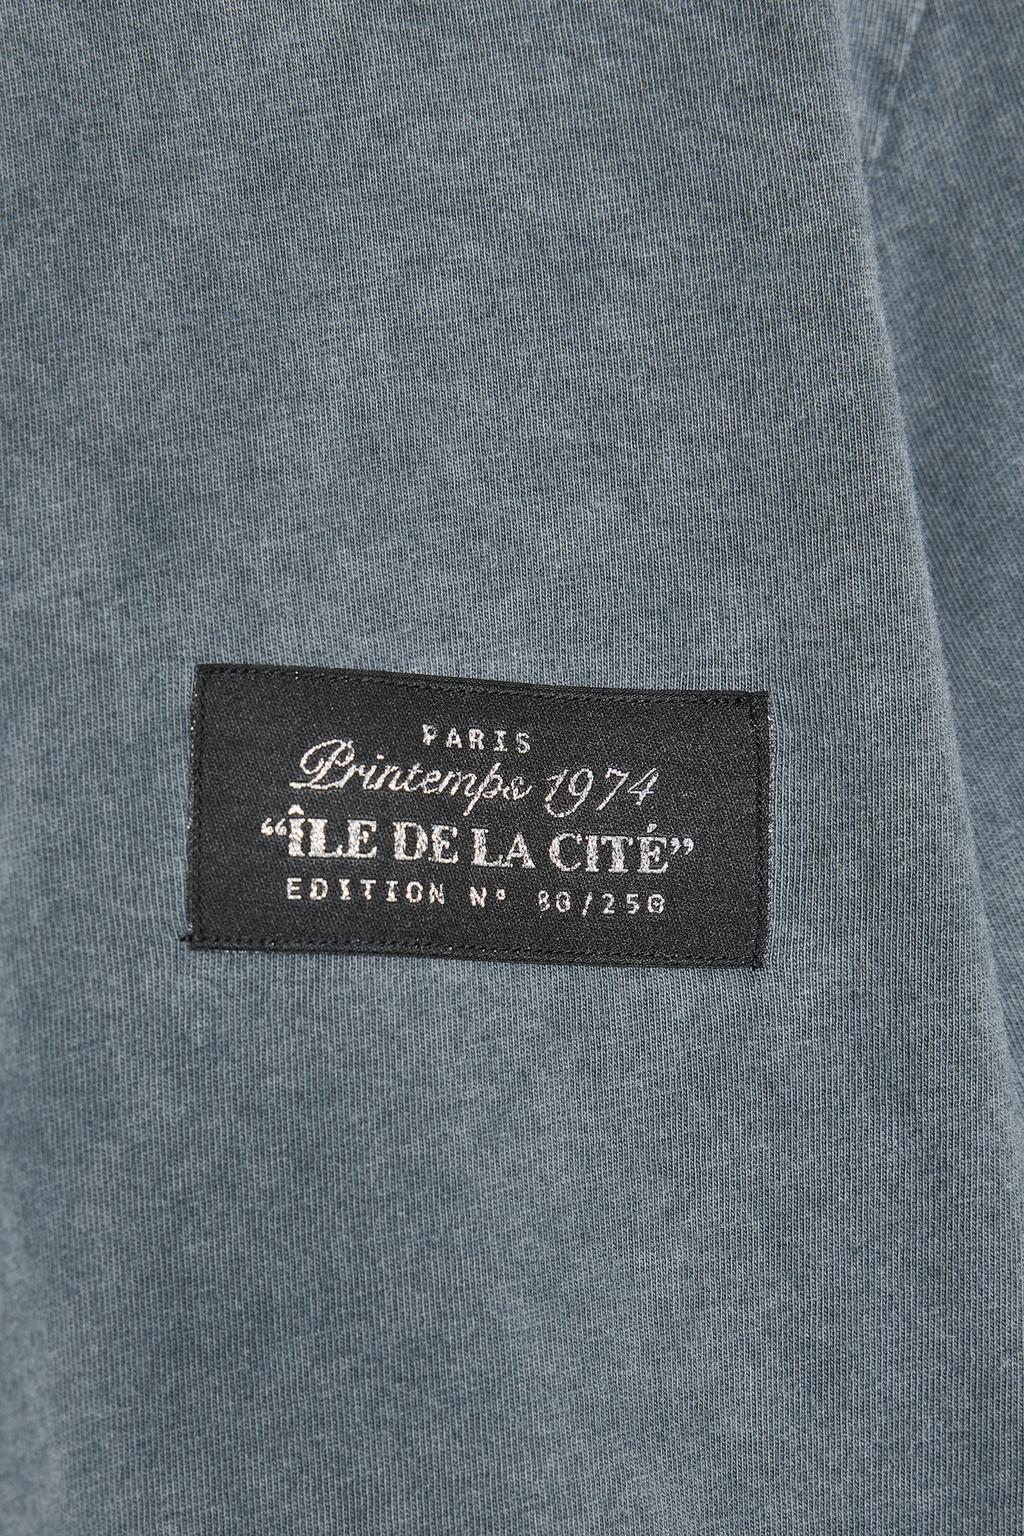 PARIS
Printemps 1974
“ÎLE DE LA CITÉ”
EDITION Nº 80/250